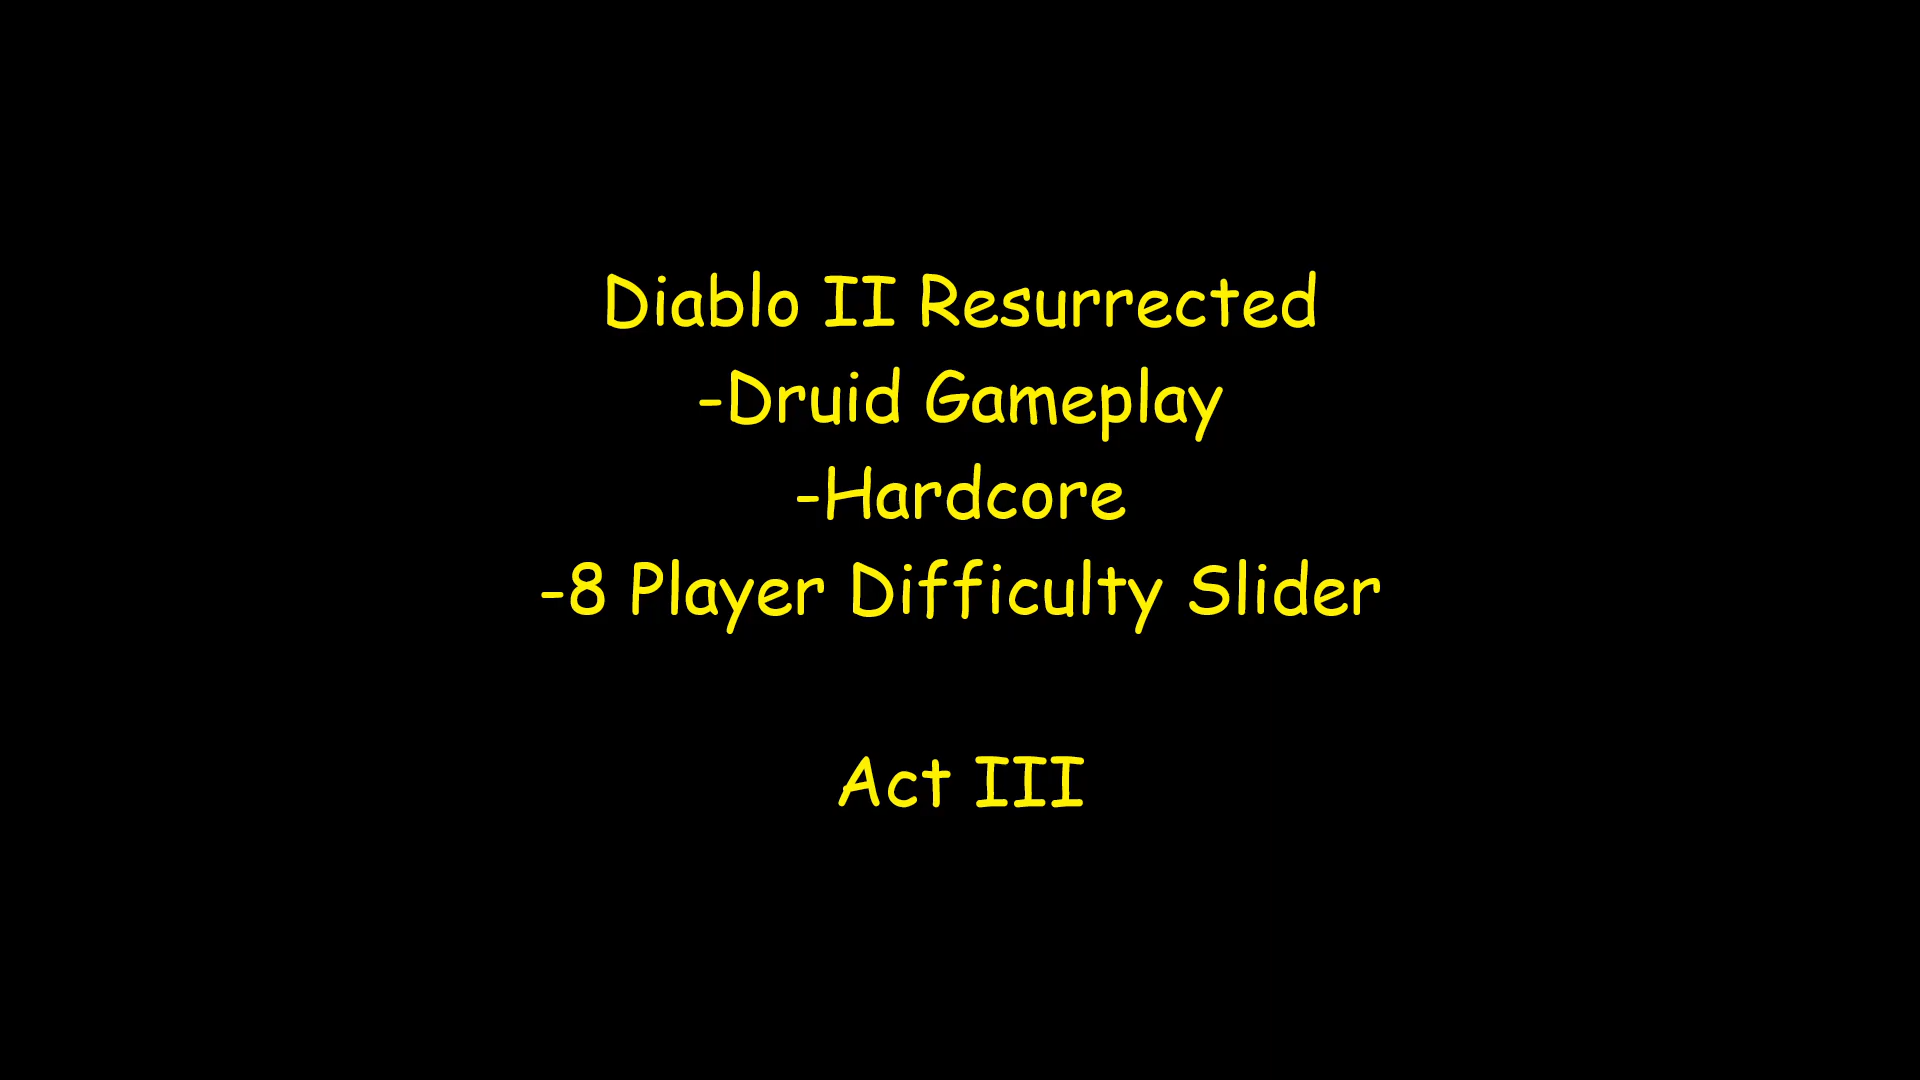 Diablo II Resurrected
-Druid Gameplay
-Hardcore
-8 Player Difficulty Slider
Act III